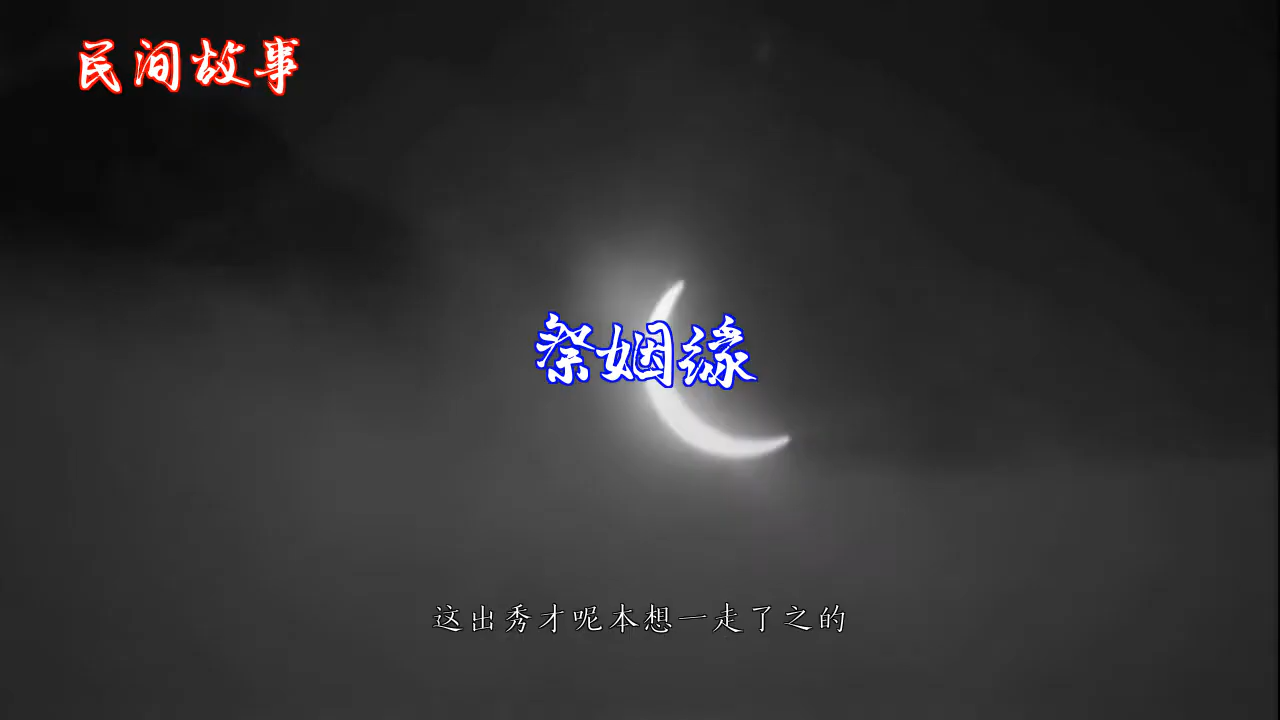 民间故事
祭姻缘
这出秀才呢本想一走了之的